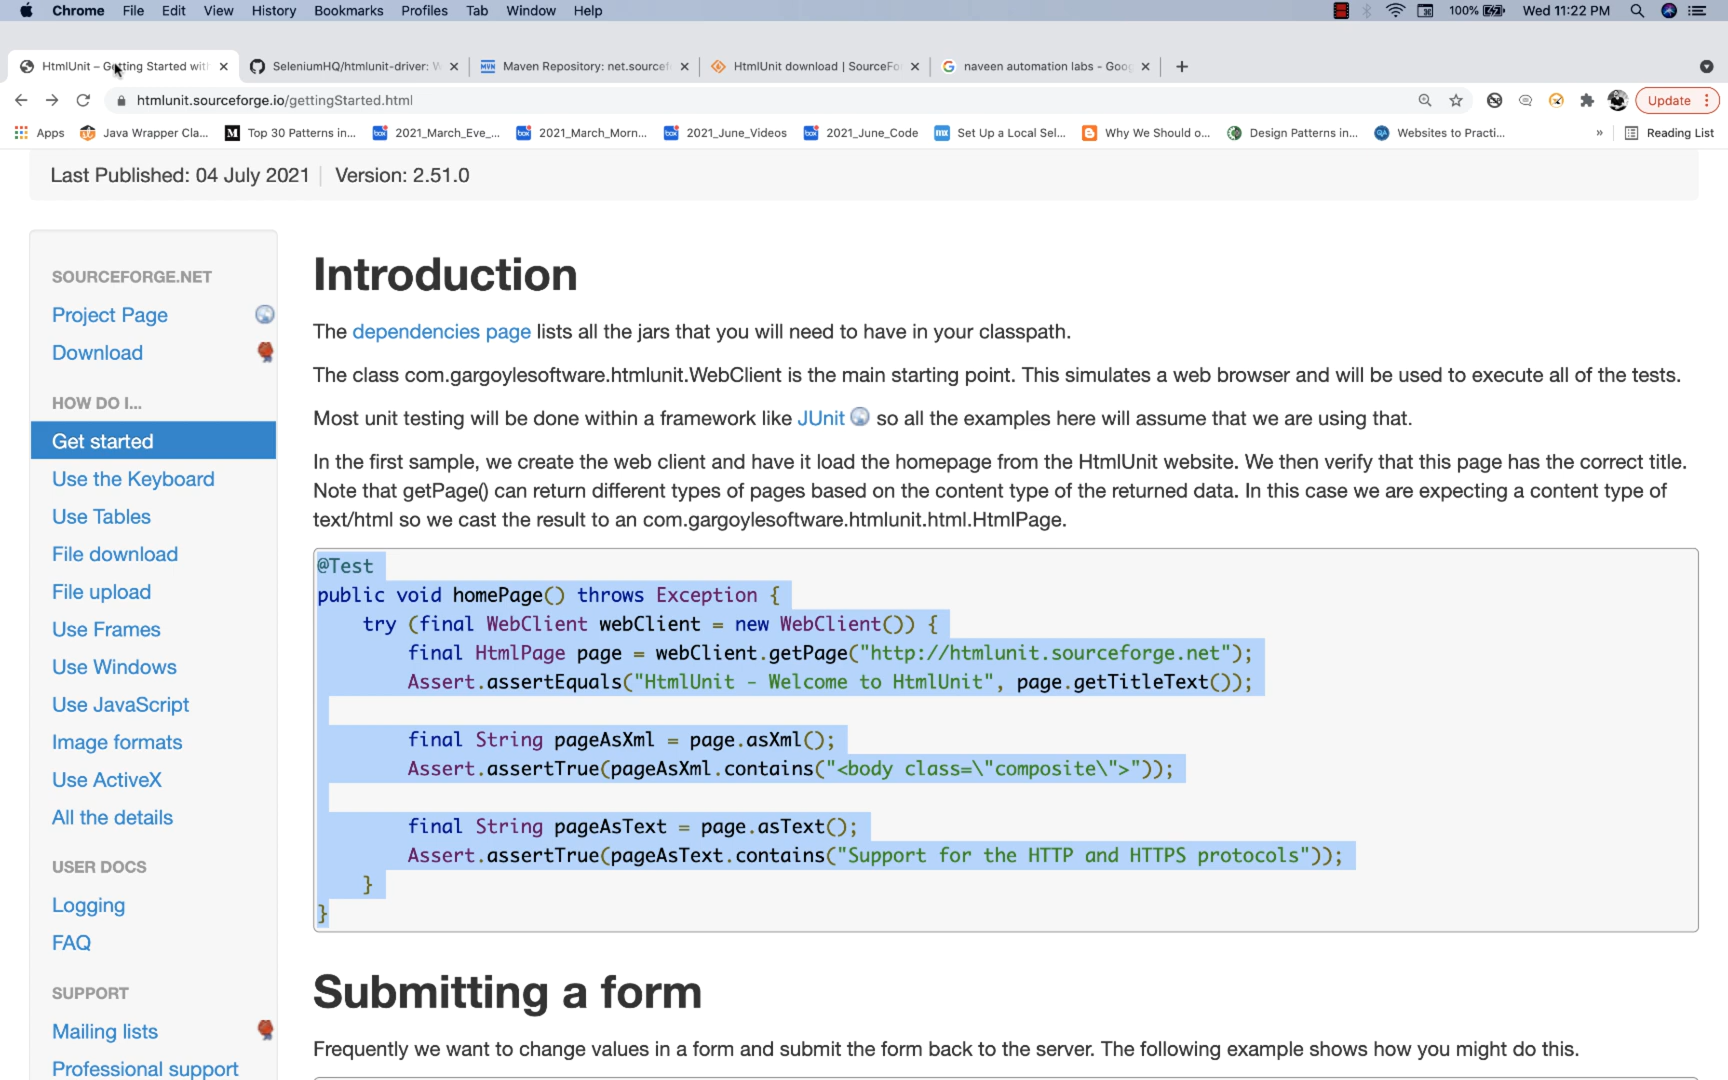 Chrome File Edit View History Bookmarks Profiles Tab Window Help 100% Wed 11:22 PM
HtmlUnit – Getting Started with SeleniumHQ/htmlunit-driver: W Maven Repository: net.sourcef HtmlUnit download | SourceFo naveen automation labs - Goog
htmlunit.sourceforge.io/gettingStarted.html Update
Apps Java Wrapper Cla... Top 30 Patterns in... 2021_March_Eve_... 2021_March_Morn... 2021_June_Videos 2021_June_Code Set Up a Local Sel... Why We Should o... Design Patterns in... Websites to Practi... » Reading List
Last Published: 04 July 2021 | Version: 2.51.0
SOURCEFORGE.NET
Project Page
Download
HOW DO I...
Get started
Use the Keyboard
Use Tables
File download
File upload
Use Frames
Use Windows
Use JavaScript
Image formats
Use ActiveX
All the details
USER DOCS
Logging
FAQ
SUPPORT
Mailing lists
Professional support
Introduction
The dependencies page lists all the jars that you will need to have in your classpath.
The class com.gargoylesoftware.htmlunit.WebClient is the main starting point. This simulates a web browser and will be used to execute all of the tests.
Most unit testing will be done within a framework like JUnit so all the examples here will assume that we are using that.
In the first sample, we create the web client and have it load the homepage from the HtmlUnit website. We then verify that this page has the correct title.
Note that getPage() can return different types of pages based on the content type of the returned data. In this case we are expecting a content type of
text/html so we cast the result to an com.gargoylesoftware.htmlunit.html.HtmlPage.
@Test
public void homePage() throws Exception {
try (final WebClient webClient = new WebClient()) {
final HtmlPage page = webClient.getPage("http://htmlunit.sourceforge.net");
Assert.assertEquals("HtmlUnit - Welcome to HtmlUnit", page.getTitleText());
final String pageAsXml = page.asXml();
Assert.assertTrue(pageAsXml.contains("<body class=\"composite\">"));
final String pageAsText = page.asText();
Assert.assertTrue(pageAsText.contains("Support for the HTTP and HTTPS protocols"));
}
}
Submitting a form
Frequently we want to change values in a form and submit the form back to the server. The following example shows how you might do this.